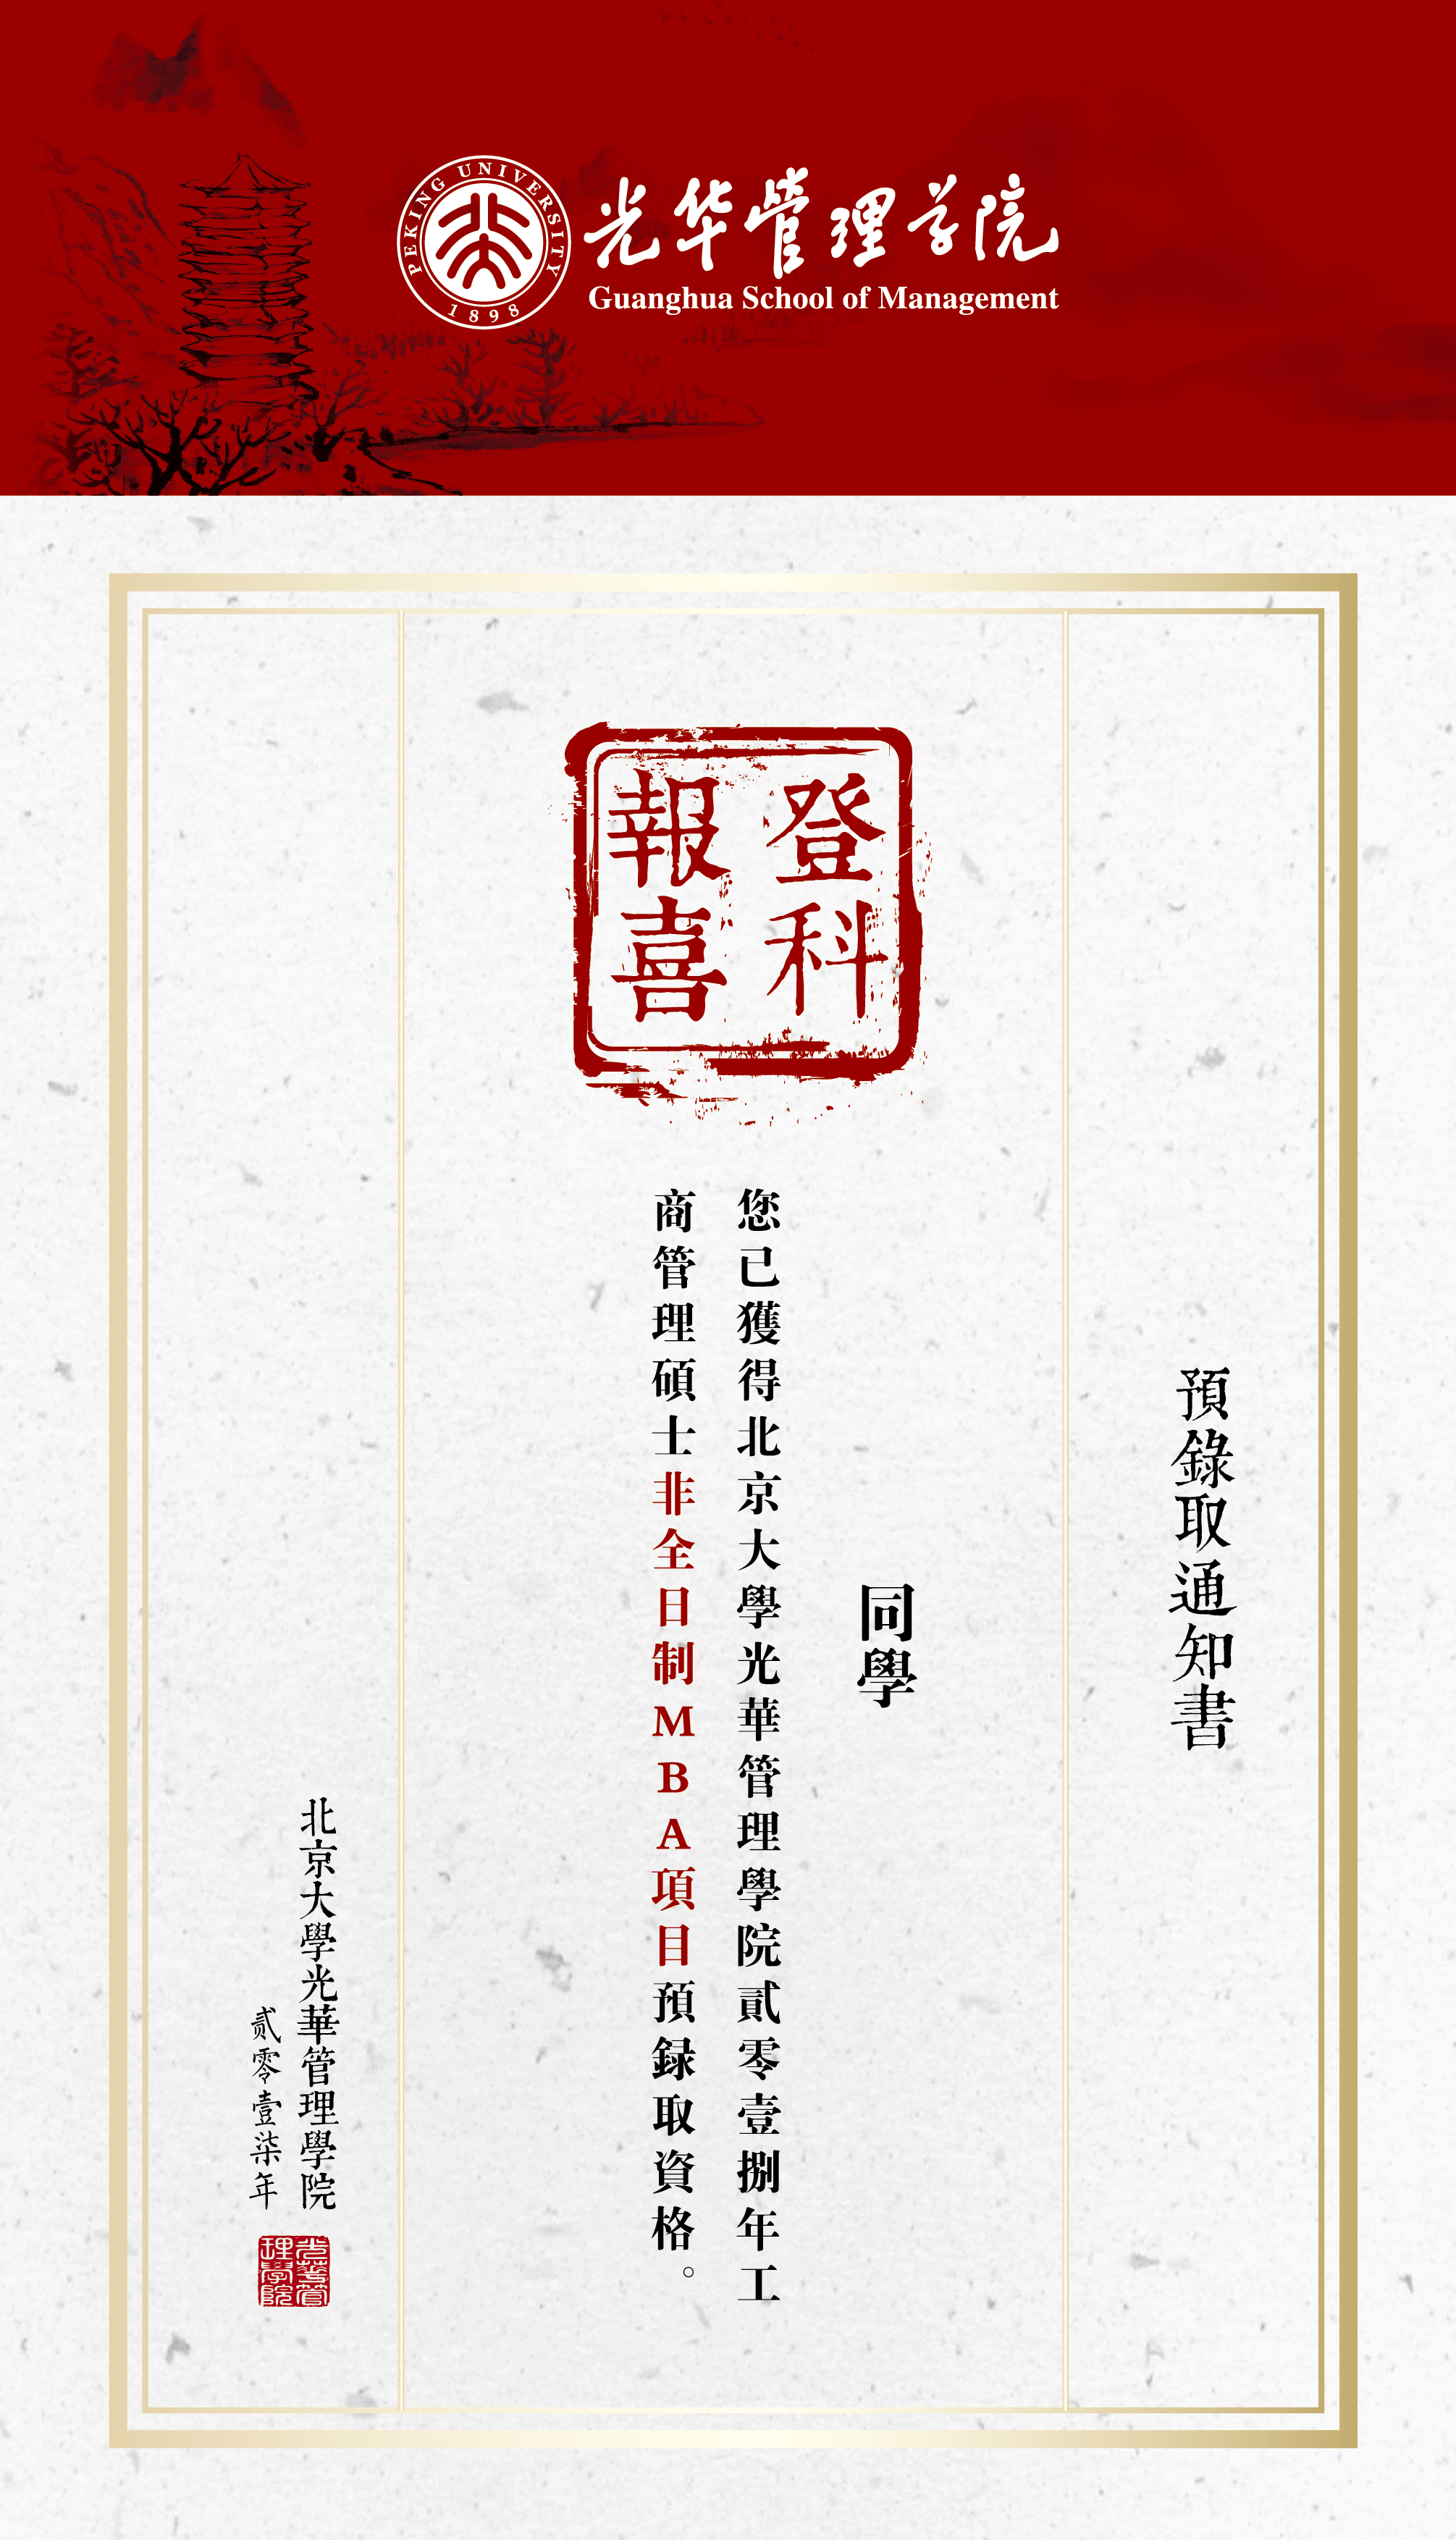 PEKING UNIVERSITY
1898
光华管理学院
Guanghua School of Management
登科
報喜
預錄取通知書
同學
您已獲得北京大學光華管理學院貳零壹捌年工
商管理碩士非全日制MBA項目預録取資格。
北京大學光華管理學院
贰零壹柒年
光華管
理學院